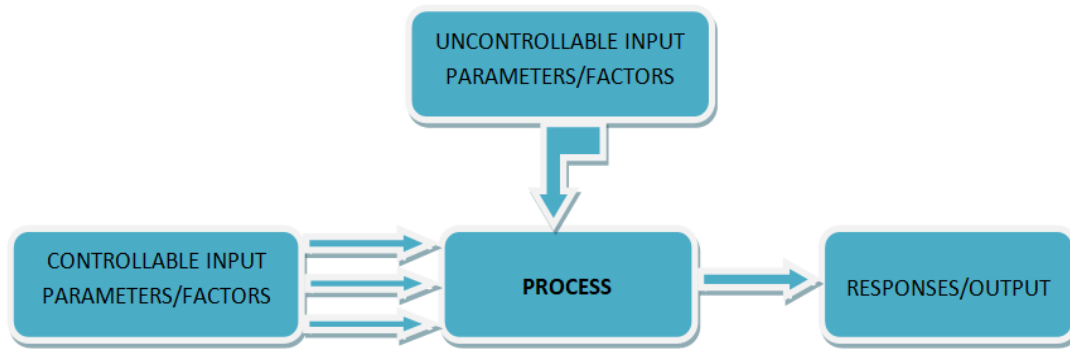 UNCONTROLLABLE INPUT
PARAMETERS/FACTORS
CONTROLLABLE INPUT
PARAMETERS/FACTORS
PROCESS
RESPONSES/OUTPUT